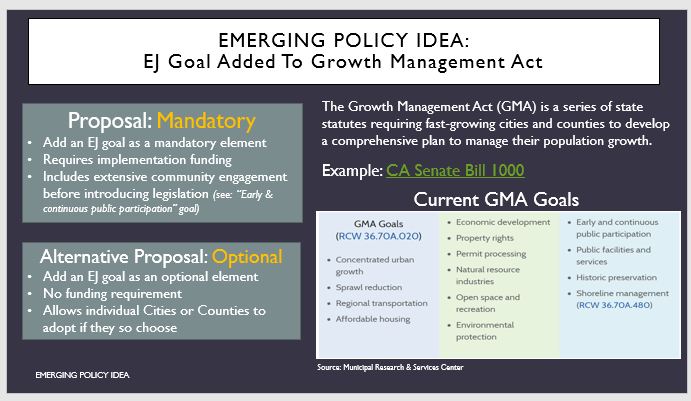 EMERGING POLICY IDEA:
EJ Goal Added To Growth Management Act
Proposal: Mandatory
• Add an EJ goal as a mandatory element
• Requires implementation funding
• Includes extensive community engagement
before introducing legislation (see: "Early &
continuous public participation" goal)
Alternative Proposal: Optional
• Add an EJ goal as an optional element
• No funding requirement
• Allows individual Cities or Counties to
adopt if they so choose
EMERGING POLICY IDEA
The Growth Management Act (GMA) is a series of state
statutes requiring fast-growing cities and counties to develop
a comprehensive plan to manage their population growth.
Example: CA Senate Bill 1000
Current GMA Goals
GMA Goals
(RCW 36.70A.020)
• Concentrated urban
growth
• Sprawl reduction
• Regional transportation
• Affordable housing
• Economic development
• Property rights
• Permit processing
• Natural resource
industries
• Open space and
recreation
• Environmental
protection
• Early and continuous
public participation
• Public facilities and
services
• Historic preservation
• Shoreline management
(RCW 36.70A.480)
Source: Municipal Research & Services Center